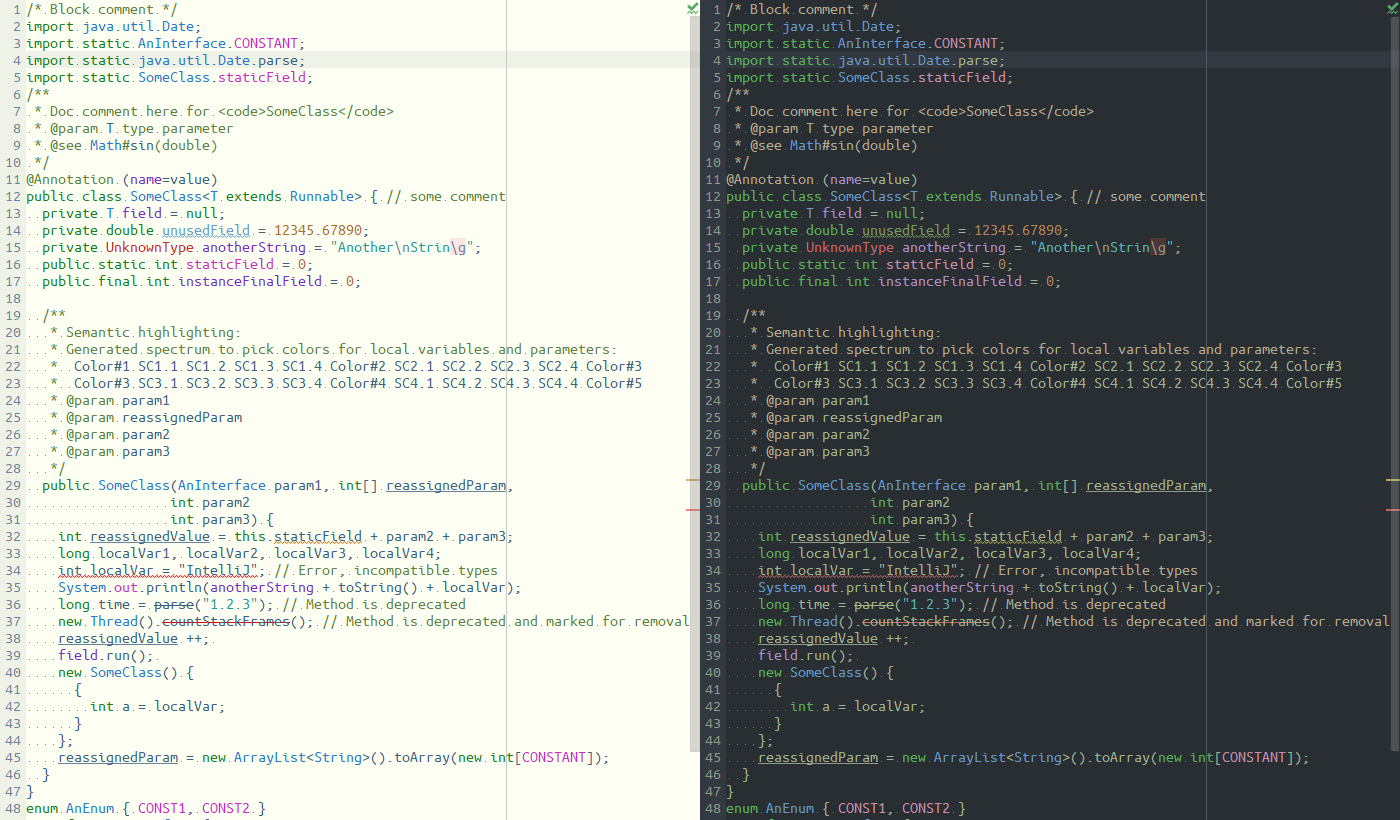 1 /* Block comment */
2 import java.util.Date;
3 import static AnInterface.CONSTANT;
4 import static java.util.Date.parse;
5 import static SomeClass.staticField;
6 /**
7  * Doc comment here for <code>SomeClass</code>
8  * @param T type parameter
9  * @see Math#sin(double)
10  */
11 @Annotation (name=value)
12 public class SomeClass<T extends Runnable> { // some comment
13   private T field = null;
14   private double unusedField = 12345.67890;
15   private UnknownType anotherString = "Another\nStrin\g";
16   public static int staticField = 0;
17   public final int instanceFinalField = 0;
18
19   /**
20    * Semantic highlighting:
21    * Generated spectrum to pick colors for local variables and parameters:
22    *  Color#1 SC1.1 SC1.2 SC1.3 SC1.4 Color#2 SC2.1 SC2.2 SC2.3 SC2.4 Color#3
23    *  Color#3 SC3.1 SC3.2 SC3.3 SC3.4 Color#4 SC4.1 SC4.2 SC4.3 SC4.4 Color#5
24    * @param param1
25    * @param reassignedParam
26    * @param param2
27    * @param param3
28    */
29   public SomeClass(AnInterface param1, int[] reassignedParam,
30                   int param2
31                   int param3) {
32     int reassignedValue = this.staticField + param2 + param3;
33     long localVar1, localVar2, localVar3, localVar4;
34     int localVar = "IntelliJ"; // Error, incompatible types
35     System.out.println(anotherString + toString() + localVar);
36     long time = parse("1.2.3"); // Method is deprecated
37     new Thread().countStackFrames(); // Method is deprecated and marked for removal
38     reassignedValue ++;
39     field.run();
40     new SomeClass() {
41       {
42         int a = localVar;
43       }
44     };
45     reassignedParam = new ArrayList<String>().toArray(new int[CONSTANT]);
46   }
47 }
48 enum AnEnum { CONST1, CONST2 }
1 /* Block comment */
2 import java.util.Date;
3 import static AnInterface.CONSTANT;
4 import static java.util.Date.parse;
5 import static SomeClass.staticField;
6 /**
7  * Doc comment here for <code>SomeClass</code>
8  * @param T type parameter
9  * @see Math#sin(double)
10  */
11 @Annotation (name=value)
12 public class SomeClass<T extends Runnable> { // some comment
13   private T field = null;
14   private double unusedField = 12345.67890;
15   private UnknownType anotherString = "Another\nStrin\g";
16   public static int staticField = 0;
17   public final int instanceFinalField = 0;
18
19   /**
20    * Semantic highlighting:
21    * Generated spectrum to pick colors for local variables and parameters:
22    *  Color#1 SC1.1 SC1.2 SC1.3 SC1.4 Color#2 SC2.1 SC2.2 SC2.3 SC2.4 Color#3
23    *  Color#3 SC3.1 SC3.2 SC3.3 SC3.4 Color#4 SC4.1 SC4.2 SC4.3 SC4.4 Color#5
24    * @param param1
25    * @param reassignedParam
26    * @param param2
27    * @param param3
28    */
29   public SomeClass(AnInterface param1, int[] reassignedParam,
30                   int param2
31                   int param3) {
32     int reassignedValue = this.staticField + param2 + param3;
33     long localVar1, localVar2, localVar3, localVar4;
34     int localVar = "IntelliJ"; // Error, incompatible types
35     System.out.println(anotherString + toString() + localVar);
36     long time = parse("1.2.3"); // Method is deprecated
37     new Thread().countStackFrames(); // Method is deprecated and marked for removal
38     reassignedValue ++;
39     field.run();
40     new SomeClass() {
41       {
42         int a = localVar;
43       }
44     };
45     reassignedParam = new ArrayList<String>().toArray(new int[CONSTANT]);
46   }
47 }
48 enum AnEnum { CONST1, CONST2 }